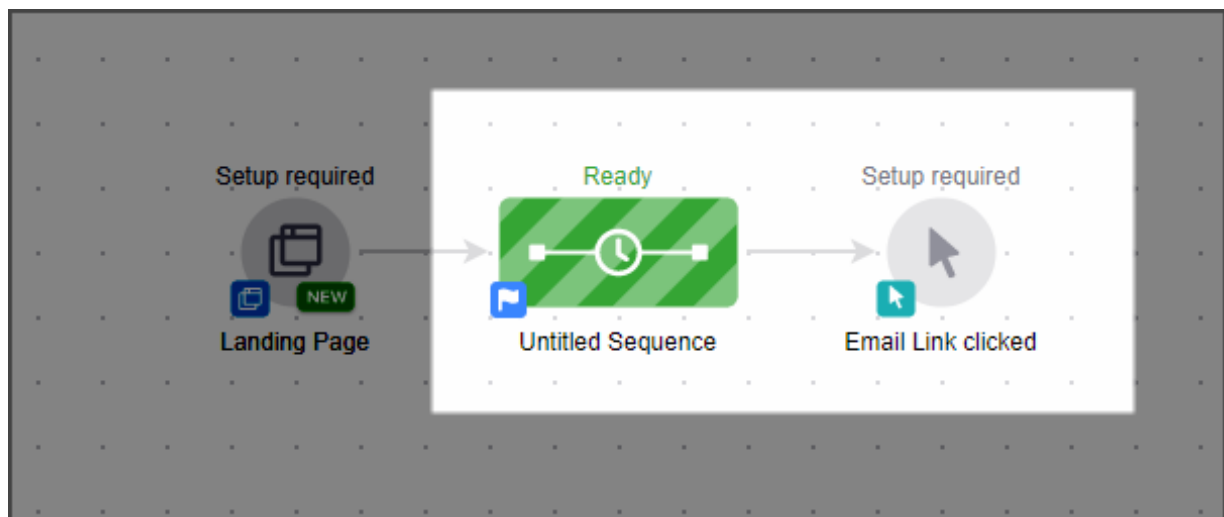 Setup required
Ready
Setup required
NEW
Landing Page
Untitled Sequence
Email Link clicked